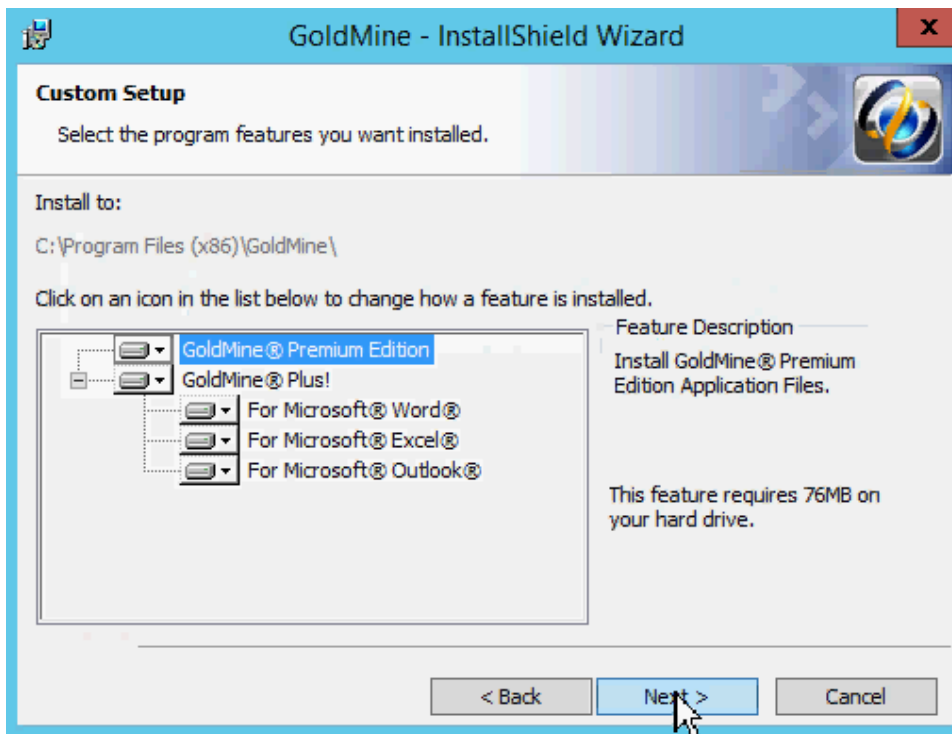 GoldMine - InstallShield Wizard
x
Custom Setup
Select the program features you want installed.
Install to:
C:\Program Files (x86)\GoldMine\
Click on an icon in the list below to change how a feature is installed.
GoldMine® Premium Edition
GoldMine® Plus!
For Microsoft® Word®
For Microsoft® Excel®
For Microsoft® Outlook®
Feature Description
Install GoldMine® Premium
Edition Application Files.
This feature requires 76MB on
your hard drive.
< Back
Next >
Cancel